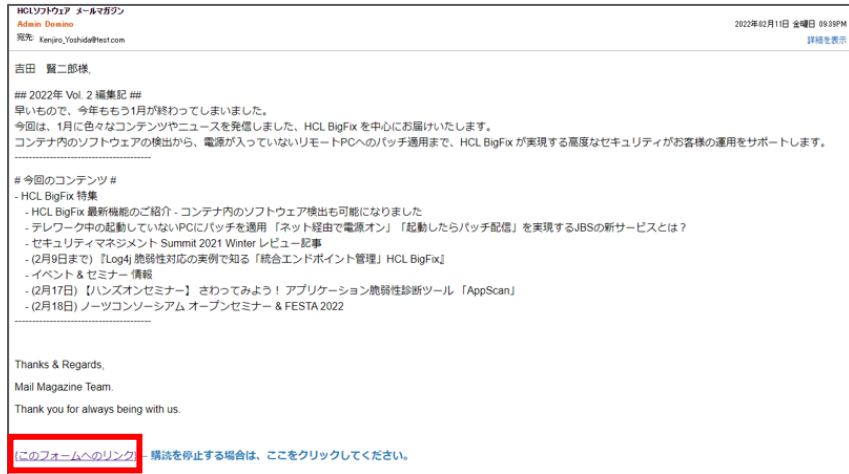 HCLソフトウェア メールマガジン
Admin Domino
2022年02月11日 金曜日 09:39PM
宛先: Kenjiro_Yoshida@test.com
詳細を表示
吉田　賢二郎様,
## 2022年 Vol. 2 編集記 ##
早いもので、今年ももう1月が終わってしまいました。
今回は、1月に色々なコンテンツやニュースを発信しました、HCL BigFix を中心にお届けいたします。
コンテナ内のソフトウェアの検出から、電源が入っていないリモートPCへのパッチ適用まで、HCL BigFix が実現する高度なセキュリティがお客様の運用をサポートします。
---------------------------------------
# 今回のコンテンツ #
- HCL BigFix 特集
- HCL BigFix 最新機能のご紹介 - コンテナ内のソフトウェア検出も可能になりました
- テレワーク中の起動していないPCにパッチを適用 「ネット経由で電源オン」「起動したらパッチ配信」を実現するJBSの新サービスとは？
- セキュリティマネジメント Summit 2021 Winter レビュー記事
- (2月9日まで) 『Log4j 脆弱性対応の実例で知る「統合エンドポイント管理」HCL BigFix』
- イベント & セミナー 情報
- (2月17日) 【ハンズオンセミナー】 さわってみよう！ アプリケーション脆弱性診断ツール 「AppScan」
- (2月18日) ノーツコンソーシアム オープンセミナー & FESTA 2022
---------------------------------------
Thanks & Regards,
Mail Magazine Team.
Thank you for always being with us.
{このフォームへのリンク} -- 購読を停止する場合は、ここをクリックしてください。